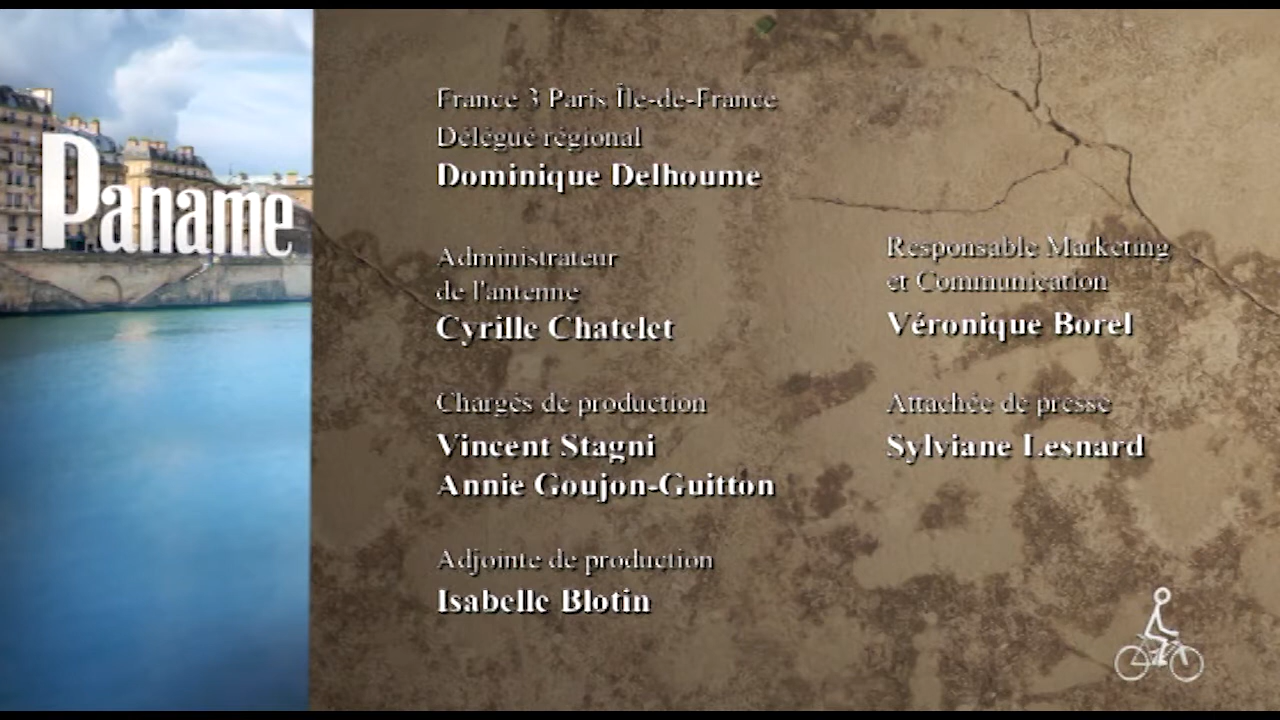 Paname
France 3 Paris Île-de-France
Délégué régional
Dominique Delhoume
Administrateur
de l'antenne
Cyrille Chatelet
Chargés de production
Vincent Stagni
Annie Goujon-Guitton
Adjointe de production
Isabelle Blotin
Responsable Marketing
et Communication
Véronique Borel
Attachée de presse
Sylviane Lesnard